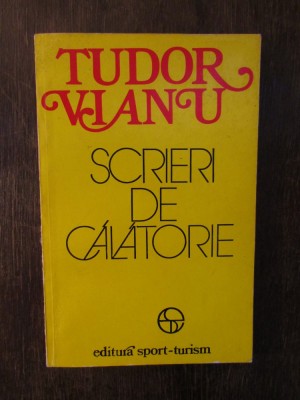 TUDOR
VIANU
SCRIERI
DE
CĂLĂTORIE
editura sport-turism